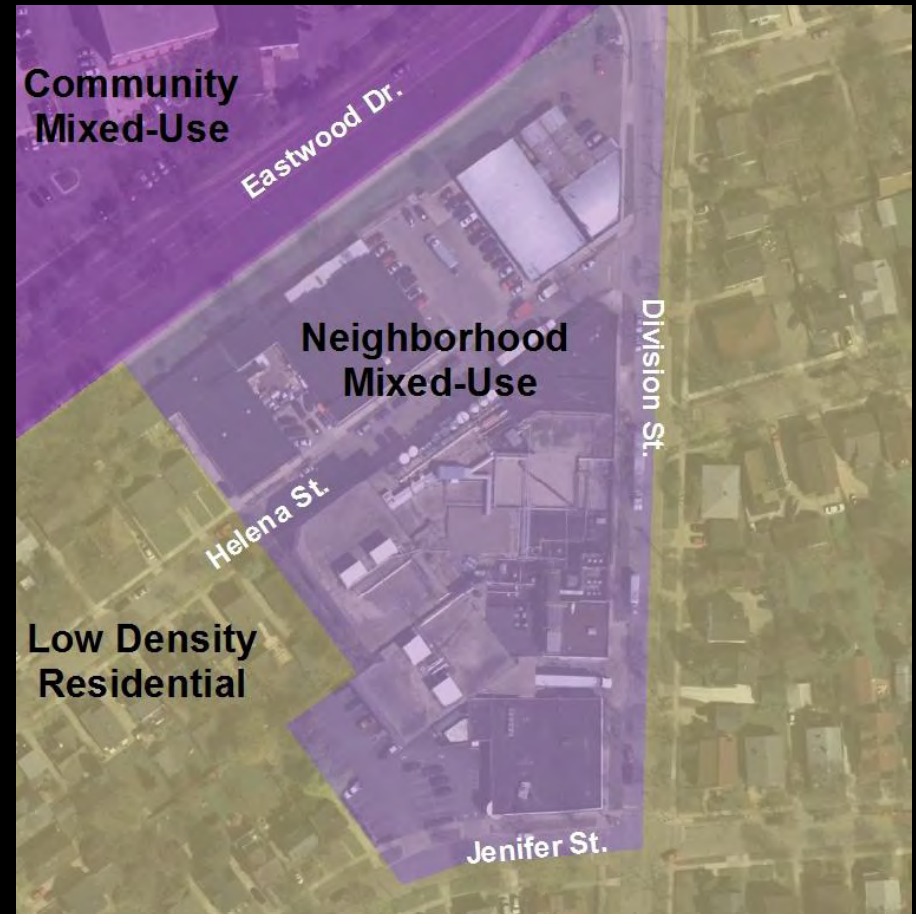 Community
Mixed-Use
Eastwood Dr.
Neighborhood
Mixed-Use
Division St.
Helena St.
Low Density
Residential
Jenifer St.